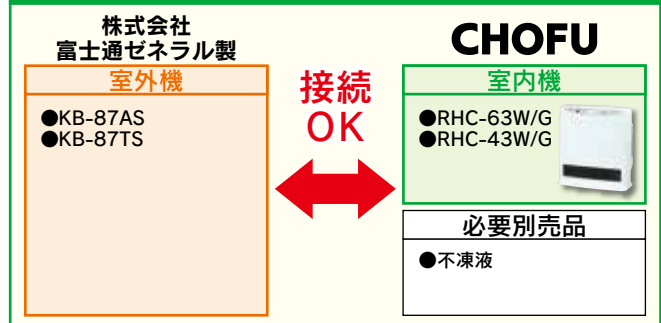 株式会社
富士通ゼネラル製
室外機
●KB-87AS
●KB-87TS
接続
OK
CHOFU
室内機
●RHC-63W/G
●RHC-43W/G
必要別売品
●不凍液